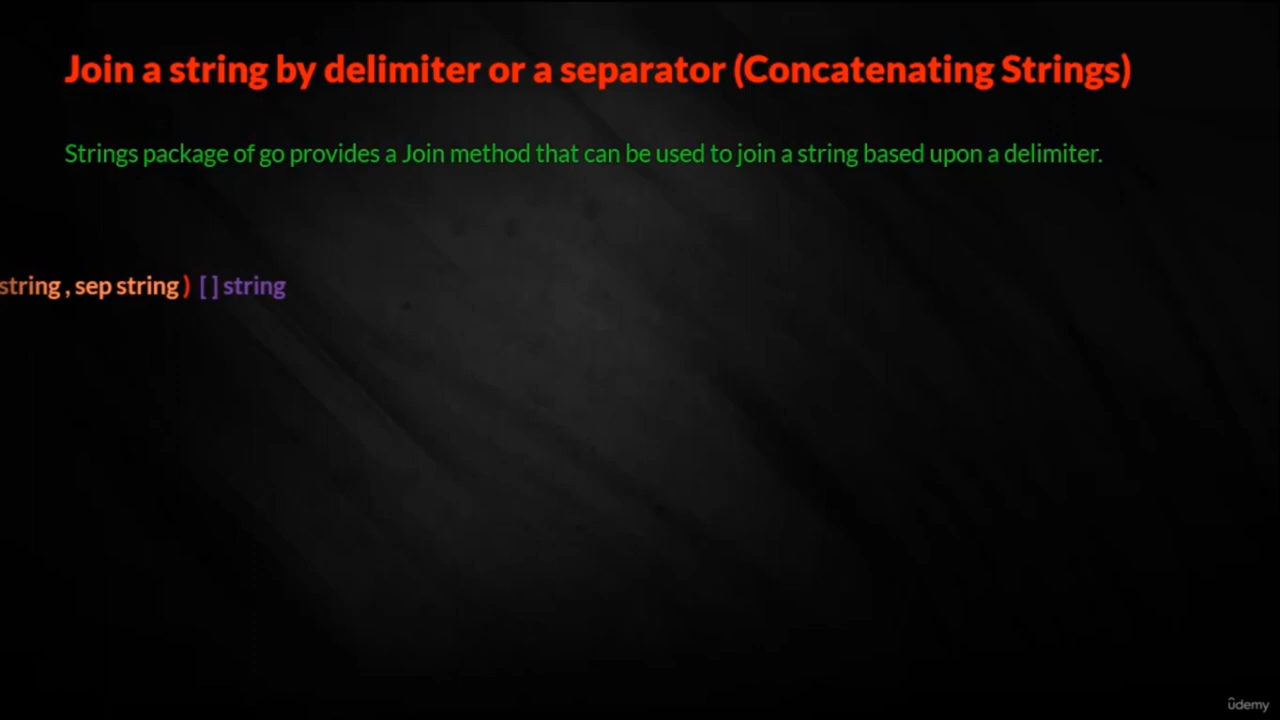 Join a string by delimiter or a separator (Concatenating Strings)
Strings package of go provides a Join method that can be used to join a string based upon a delimiter.
string , sep string ) [ ] string
ûdemy